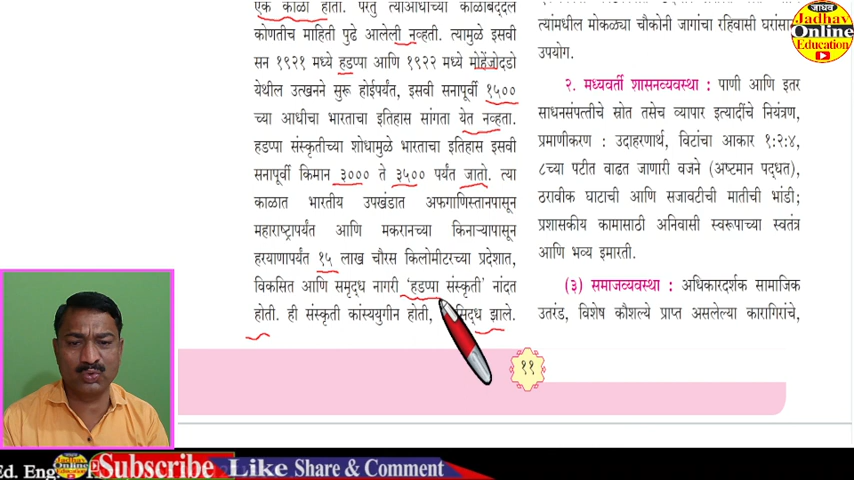 एक काळा होता. परंतु त्याआधीच्या काळाबद्दल
कोणतीच माहिती पुढे आलेली नव्हती. त्यामुळे इसवी
सन १९२१ मध्ये हडप्पा आणि १९२२ मध्ये मोहेंजोदडो
येथील उत्खनने सुरू होईपर्यंत, इसवी सनापूर्वी १५००
च्या आधीचा भारताचा इतिहास सांगता येत नव्हता.
हडप्पा संस्कृतीच्या शोधामुळे भारताचा इतिहास इसवी
सनापूर्वी किमान ३००० ते ३५०० पर्यंत जातो. त्या
काळात भारतीय उपखंडात अफगाणिस्तानपासून
महाराष्ट्रापर्यंत आणि मकरानच्या किनाऱ्यापासून
हरयाणापर्यंत १५ लाख चौरस किलोमीटरच्या प्रदेशात,
विकसित आणि समृद्ध नागरी ‘हडप्पा संस्कृती’ नांदत
होती. ही संस्कृती कांस्ययुगीन होती, सिद्ध झाले.
त्यांमधील मोकळ्या चौकोनी जागांचा रहिवासी घरांसा
उपयोग.
२. मध्यवर्ती शासनव्यवस्था : पाणी आणि इतर
साधनसंपत्तीचे स्रोत तसेच व्यापार इत्यादींचे नियंत्रण,
प्रमाणीकरण : उदाहरणार्थ, विटांचा आकार १:२:४,
८च्या पटीत वाढत जाणारी वजने (अष्टमान पद्धत),
ठरावीक घाटाची आणि सजावटीची मातीची भांडी;
प्रशासकीय कामासाठी अनिवासी स्वरूपाच्या स्वतंत्र
आणि भव्य इमारती.
(३) समाजव्यवस्था : अधिकारदर्शक सामाजिक
उतरंड, विशेष कौशल्ये प्राप्त असलेल्या कारागिरांचे,
११
जाधव
Jadhav
Online
Education
Ed. Eng.
Jadhav
Online
Education
Subscribe Like Share & Comment